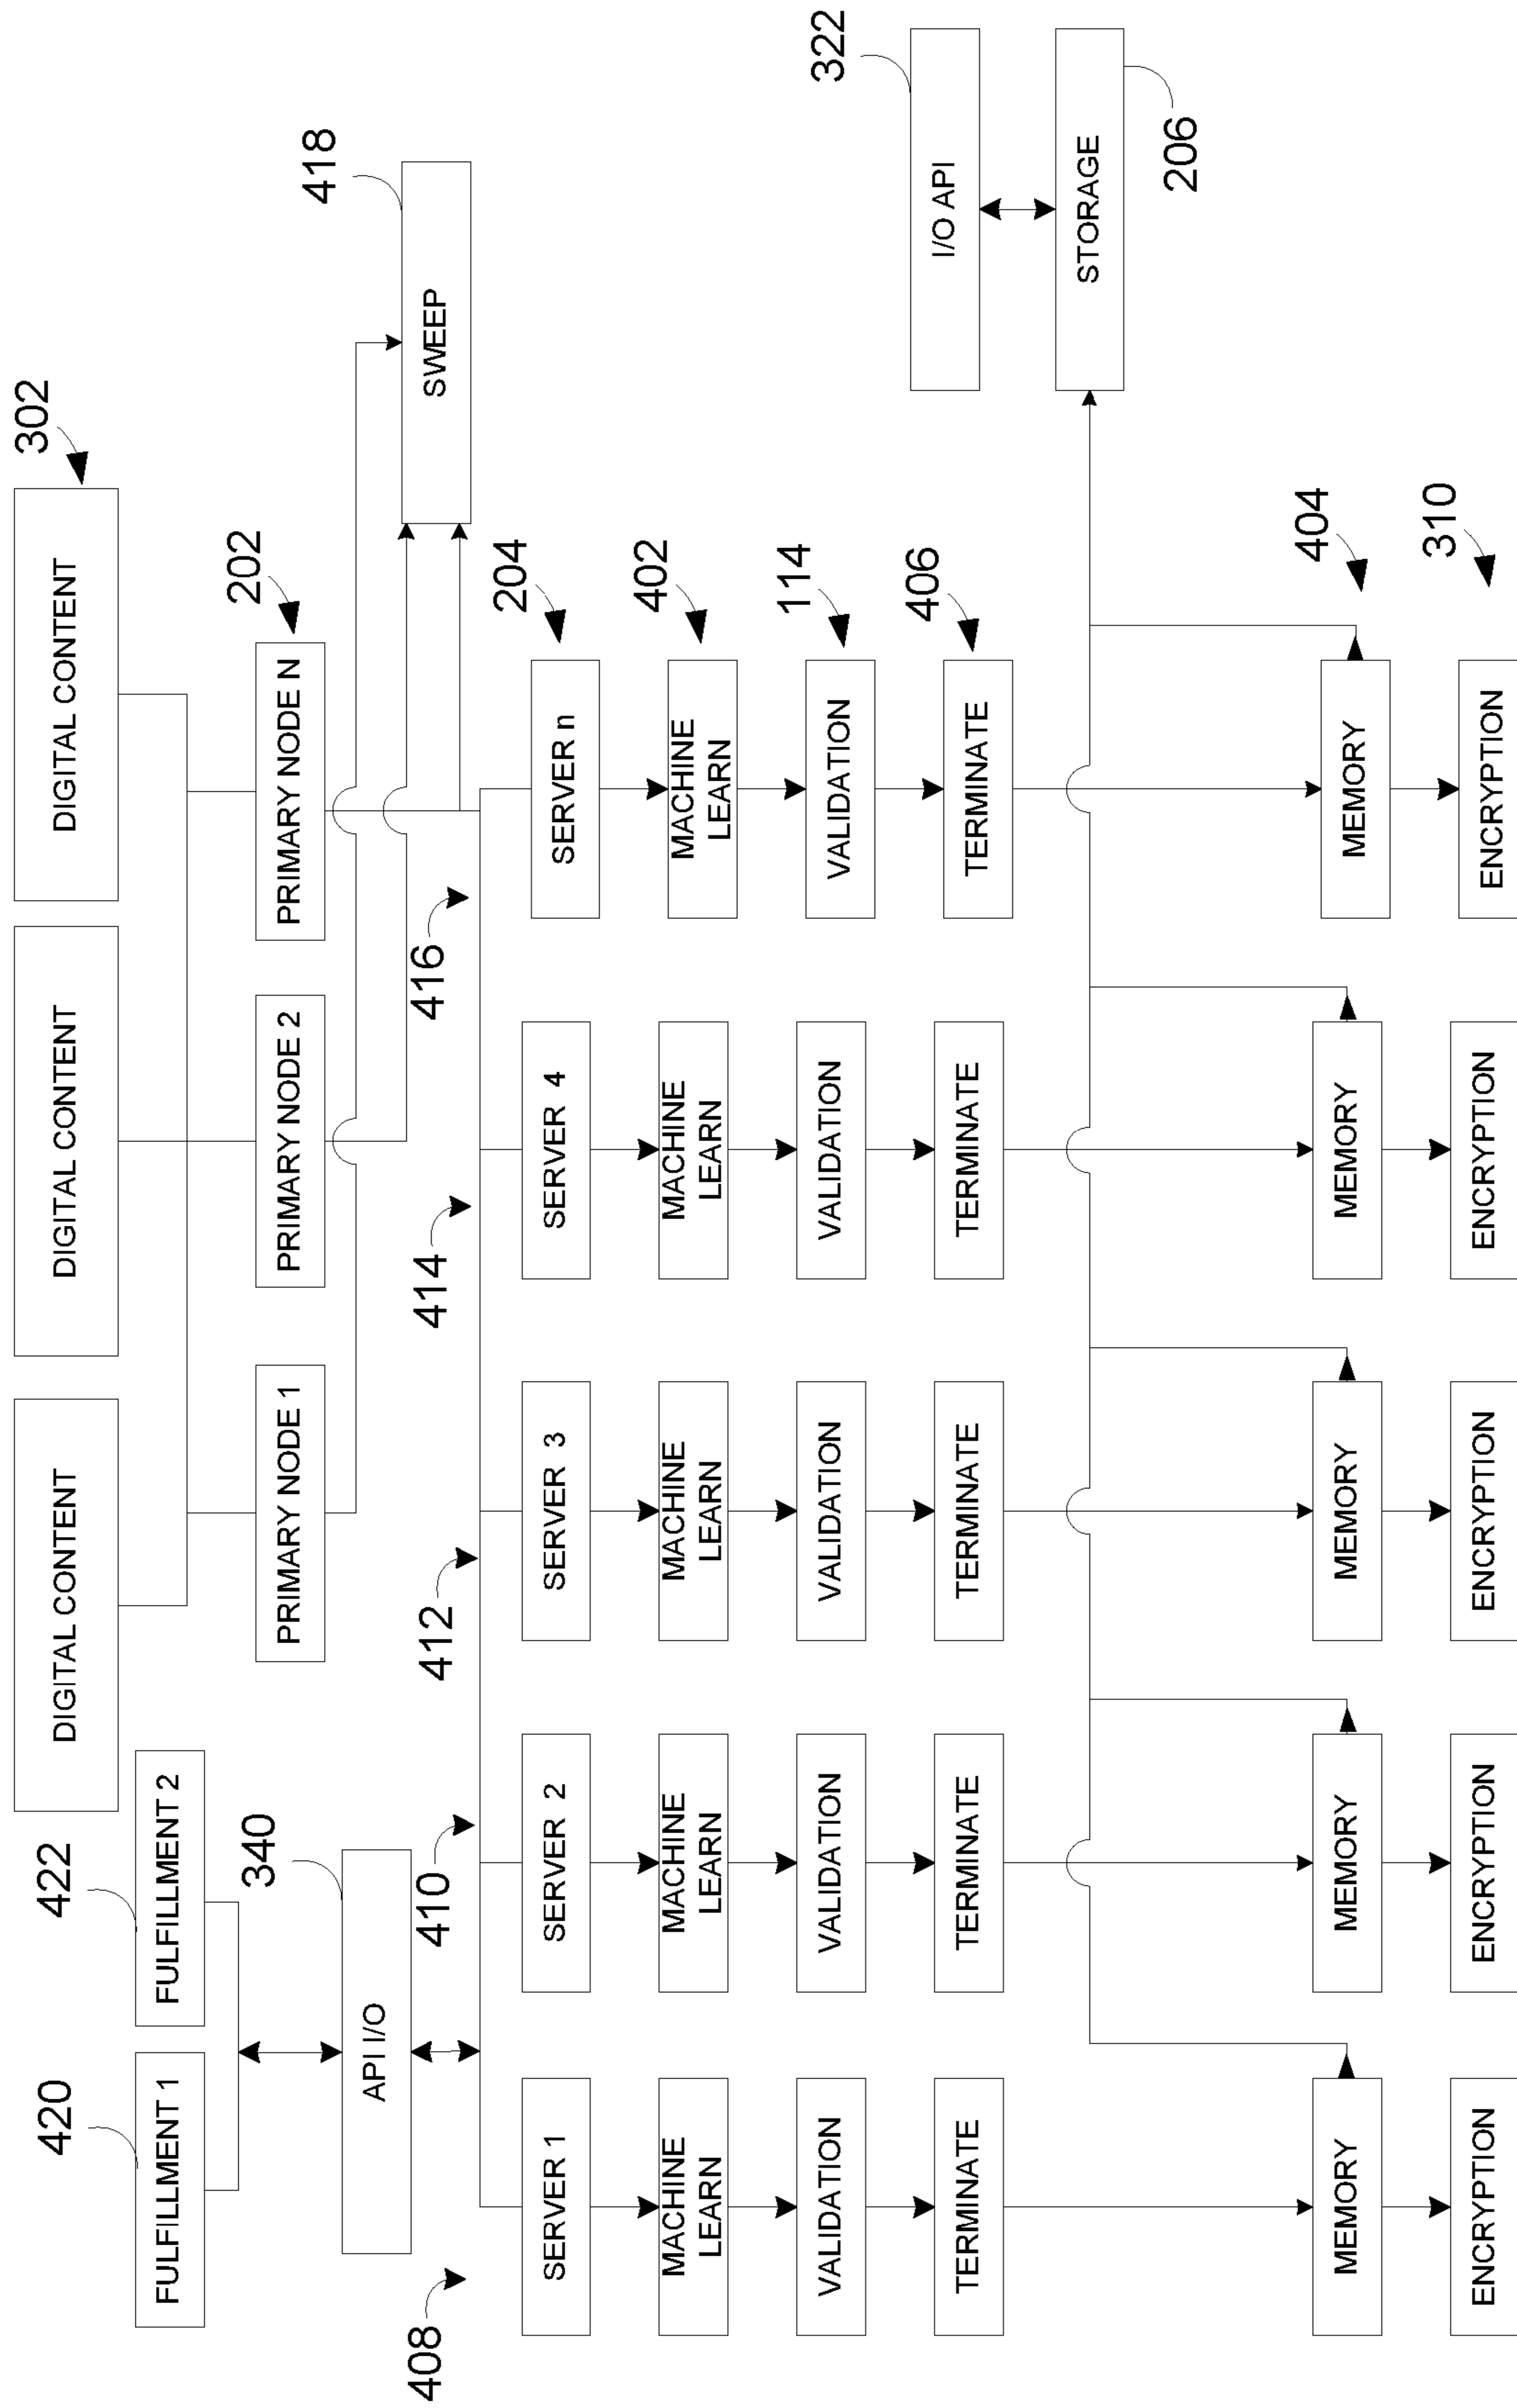 420
FULFILLMENT 1
422
FULFILLMENT 2
DIGITAL CONTENT
DIGITAL CONTENT
DIGITAL CONTENT
302
340
API I/O
PRIMARY NODE 1
PRIMARY NODE 2
PRIMARY NODE N
202
418
SWEEP
408
410
412
414
416
SERVER 1
SERVER 2
SERVER 3
SERVER 4
SERVER n
204
MACHINE
LEARN
MACHINE
LEARN
MACHINE
LEARN
MACHINE
LEARN
MACHINE
LEARN
402
VALIDATION
VALIDATION
VALIDATION
VALIDATION
VALIDATION
114
TERMINATE
TERMINATE
TERMINATE
TERMINATE
TERMINATE
406
322
I/O API
STORAGE
206
MEMORY
MEMORY
MEMORY
MEMORY
MEMORY
404
ENCRYPTION
ENCRYPTION
ENCRYPTION
ENCRYPTION
ENCRYPTION
310